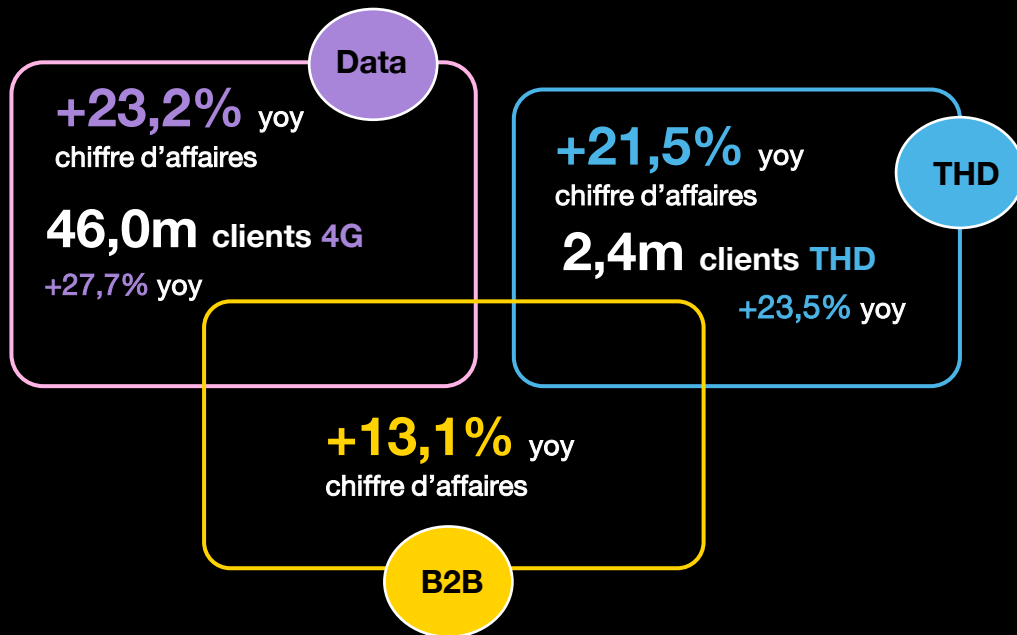 Data
+23,2% yoy
chiffre d’affaires
46,0m clients 4G
+27,7% yoy
THD
+21,5% yoy
chiffre d’affaires
2,4m clients THD
+23,5% yoy
+13,1% yoy
chiffre d’affaires
B2B